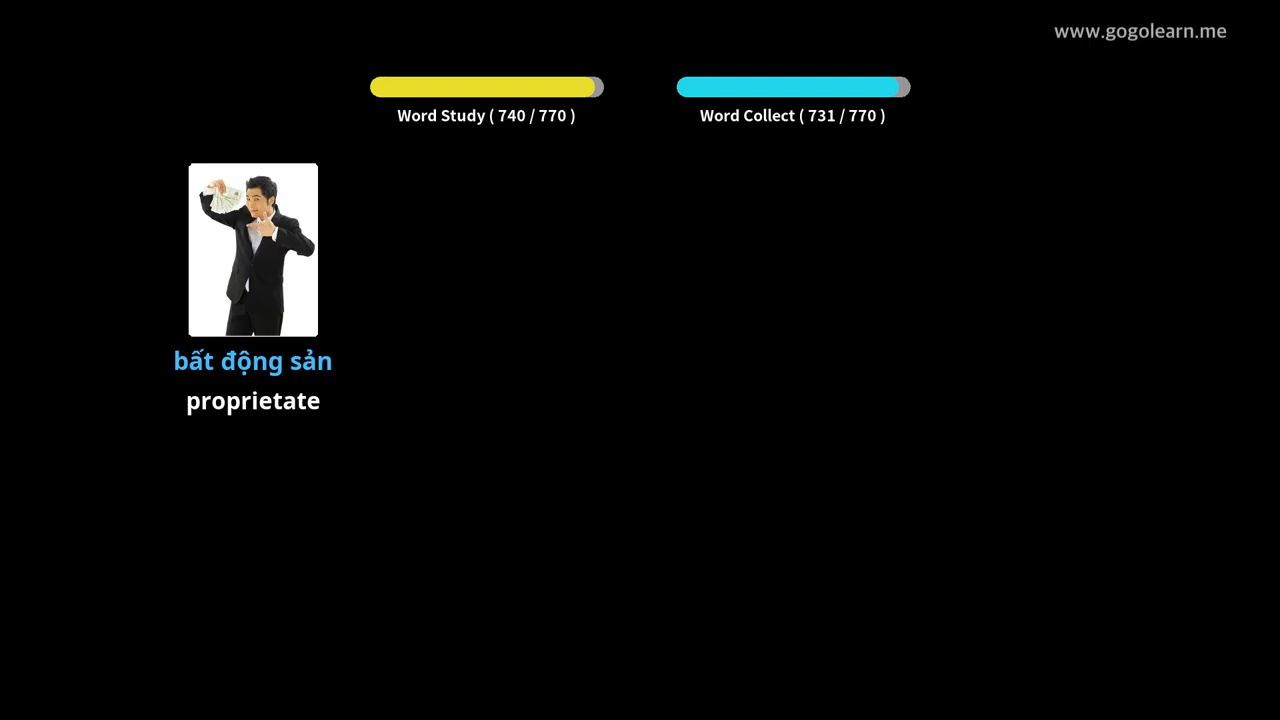 www.gogolearn.me
Word Study ( 740 / 770 )
Word Collect ( 731 / 770 )
bất động sản
proprietate